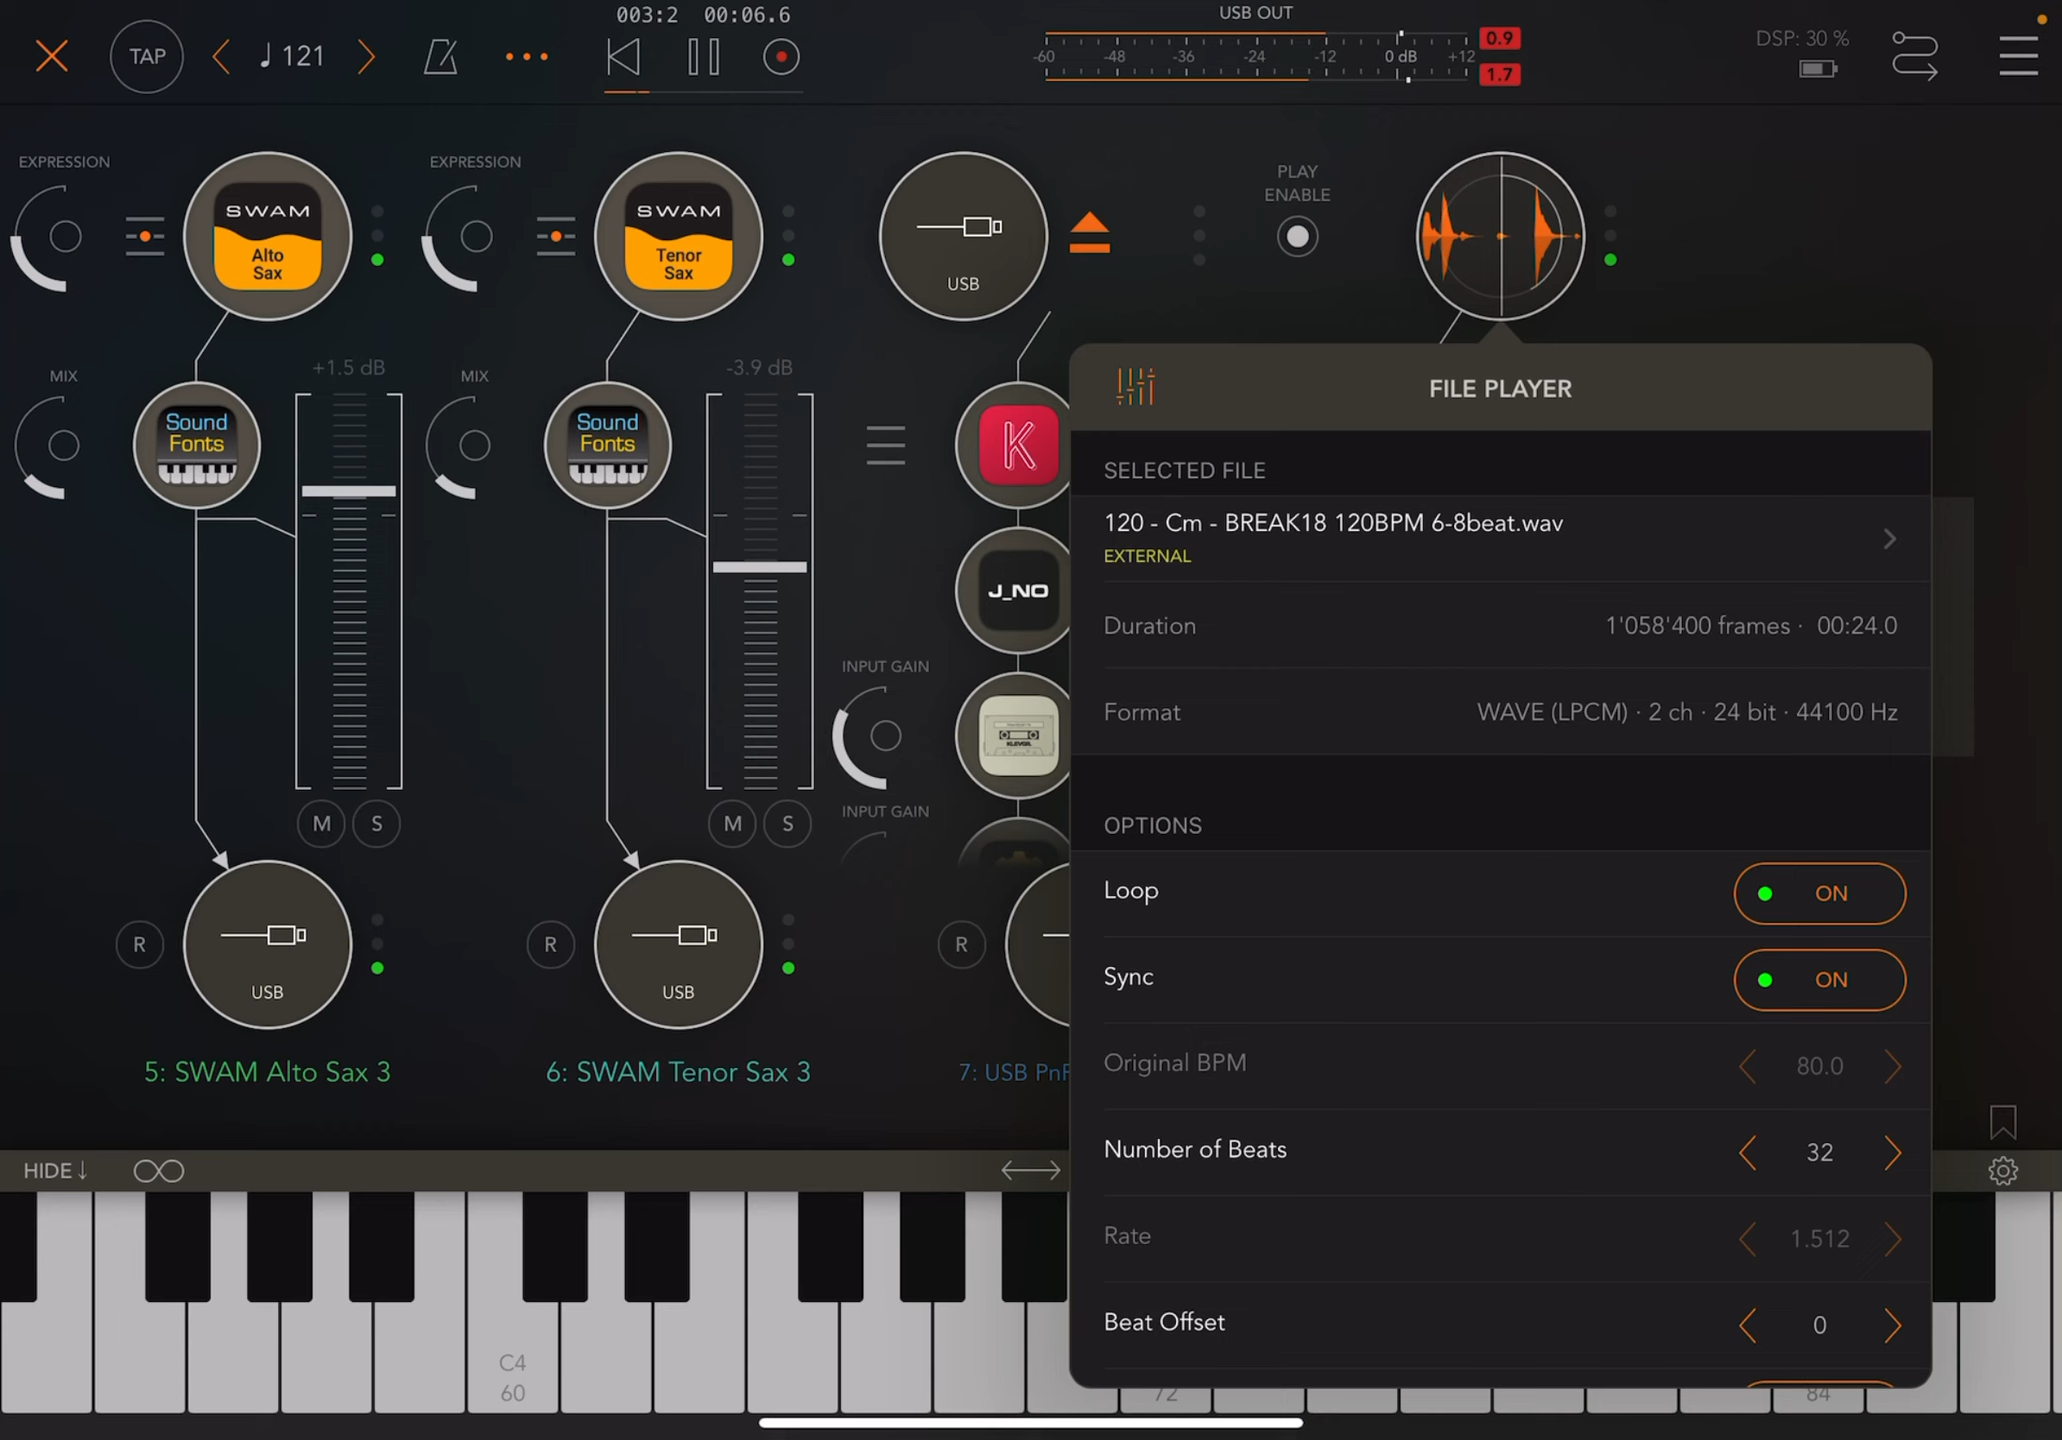 003:2 00:06.6
USB OUT
TAP
121
-60 -48 -36 -24 -12 0 dB +12
0.9
1.7
DSP: 30 %
EXPRESSION
SWAM
Alto
Sax
EXPRESSION
SWAM
Tenor
Sax
USB
PLAY
ENABLE
MIX
+1.5 dB
MIX
-3.9 dB
Sound
Fonts
Sound
Fonts
K
J_NO
INPUT GAIN
INPUT GAIN
M S
M S
R
USB
R
USB
R
5: SWAM Alto Sax 3
6: SWAM Tenor Sax 3
7: USB PnP
FILE PLAYER
SELECTED FILE
120 - Cm - BREAK18 120BPM 6-8beat.wav
EXTERNAL
Duration 1'058'400 frames · 00:24.0
Format WAVE (LPCM) · 2 ch · 24 bit · 44100 Hz
OPTIONS
Loop ON
Sync ON
Original BPM 80.0
Number of Beats 32
Rate 1.512
Beat Offset 0
HIDE↓
C4
60
72
84